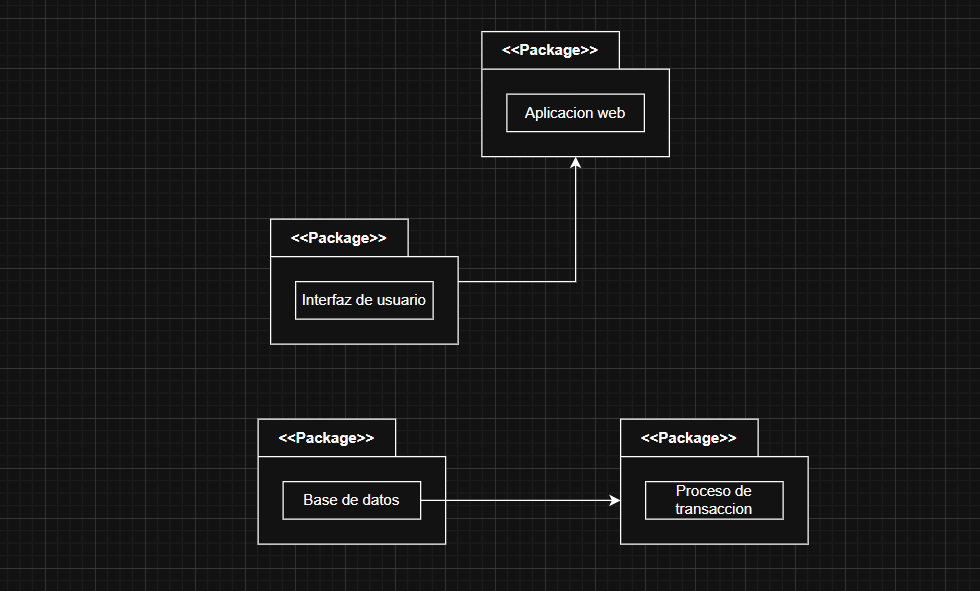 <<Package>>
Aplicacion web
<<Package>>
Interfaz de usuario
<<Package>>
Base de datos
<<Package>>
Proceso de
transaccion